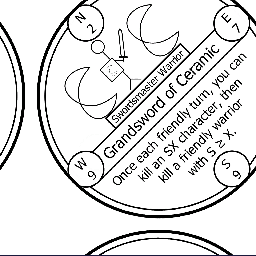 N
2
E
7
Swordsmaster Warrior
Grandsword of Ceramic
Once each friendly turn, you can
kill an SX character, then
kill a friendly warrior
with S ≥ X.
W
9
S
9